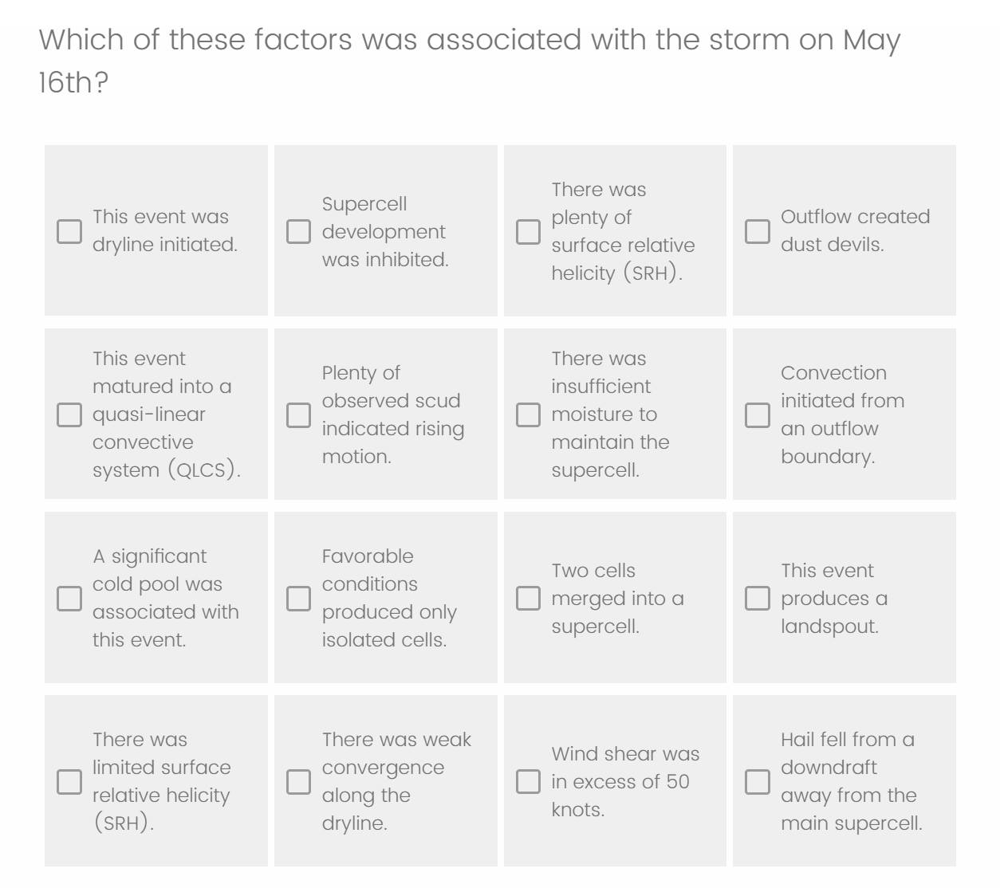 Which of these factors was associated with the storm on May
16th?
This event was
dryline initiated.
Supercell
development
was inhibited.
There was
plenty of
surface relative
helicity (SRH).
Outflow created
dust devils.
This event
matured into a
quasi-linear
convective
system (QLCS).
Plenty of
observed scud
indicated rising
motion.
There was
insufficient
moisture to
maintain the
supercell.
Convection
initiated from
an outflow
boundary.
A significant
cold pool was
associated with
this event.
Favorable
conditions
produced only
isolated cells.
Two cells
merged into a
supercell.
This event
produces a
landspout.
There was
limited surface
relative helicity
(SRH).
There was weak
convergence
along the
dryline.
Wind shear was
in excess of 50
knots.
Hail fell from a
downdraft
away from the
main supercell.